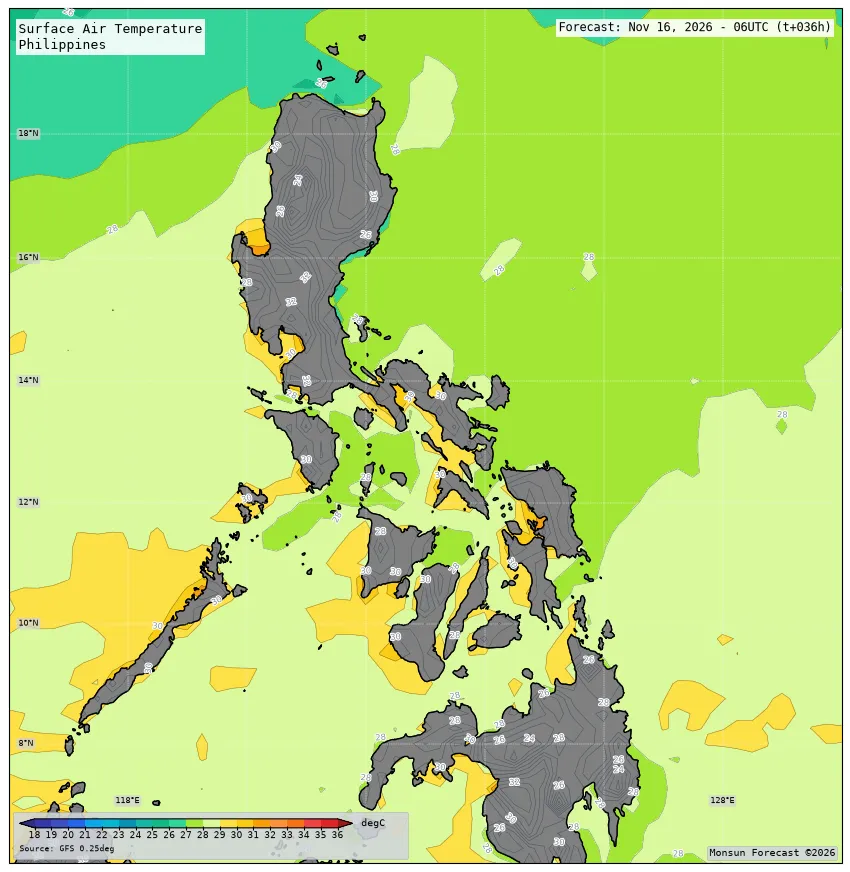 Surface Air Temperature
Philippines
Forecast: Nov 16, 2026 - 06UTC (t+036h)
18°N
16°N
14°N
12°N
10°N
8°N
118°E
128°E
18 19 20 21 22 23 24 25 26 27 28 29 30 31 32 33 34 35 36
degC
Source: GFS 0.25deg
Monsun Forecast ©2026